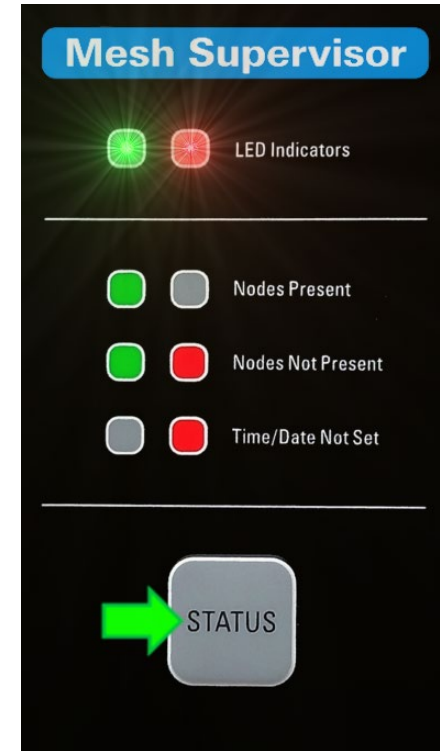 Mesh Supervisor
LED Indicators
Nodes Present
Nodes Not Present
Time/Date Not Set
STATUS